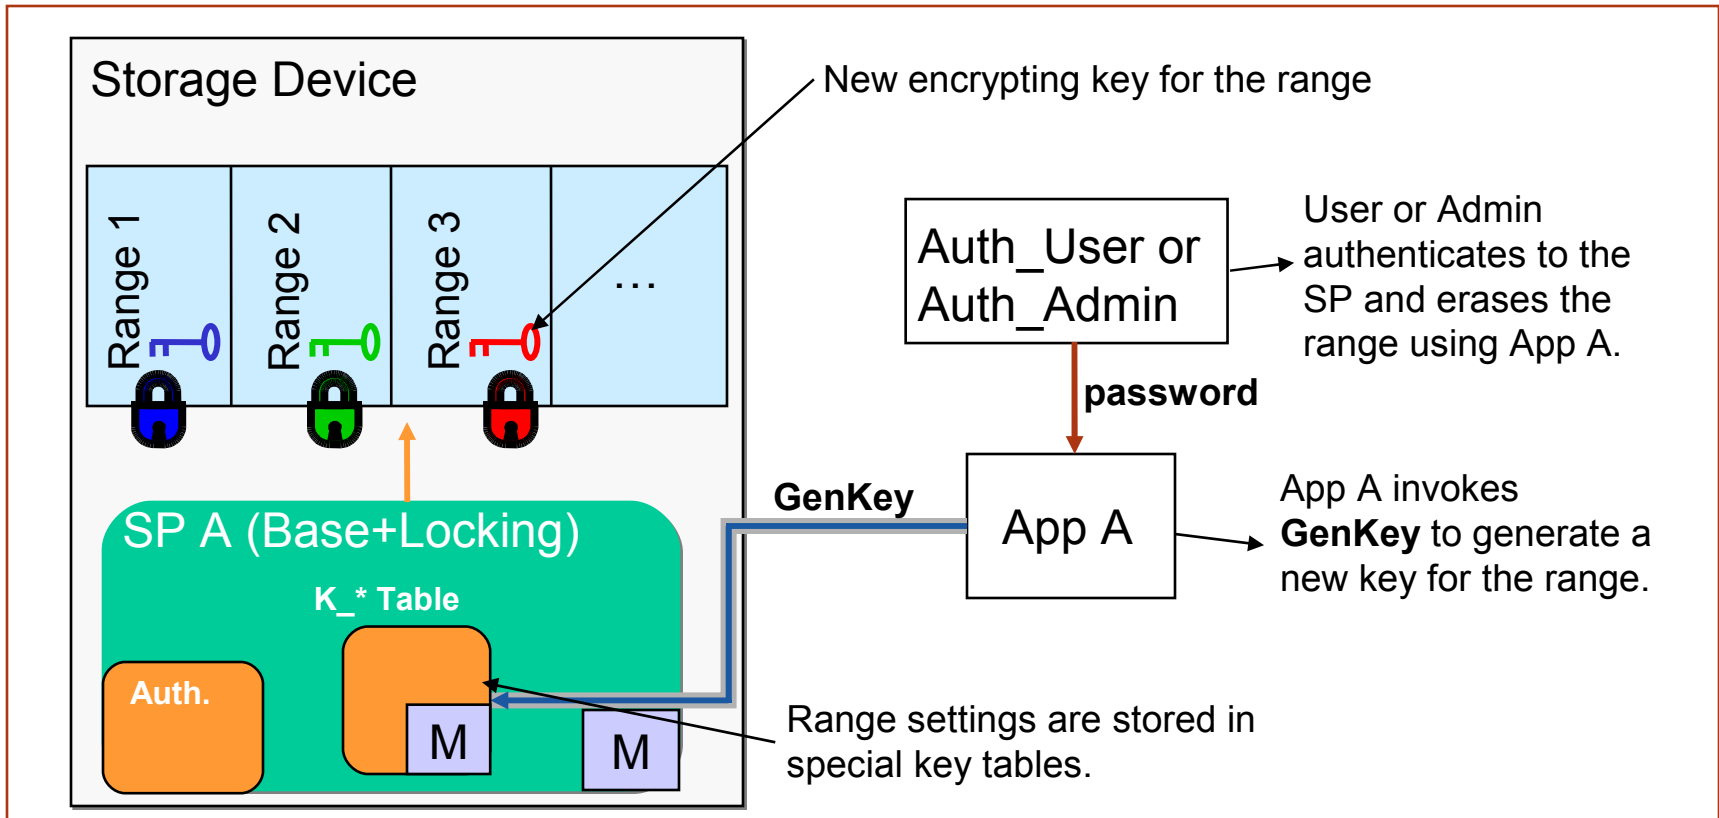 Storage Device
New encrypting key for the range
Range 1
Range 2
Range 3
...
Auth_User or
Auth_Admin
User or Admin
authenticates to the
SP and erases the
range using App A.
password
GenKey
App A
App A invokes
GenKey to generate a
new key for the range.
SP A (Base+Locking)
K_* Table
Auth.
M
M
Range settings are stored in
special key tables.